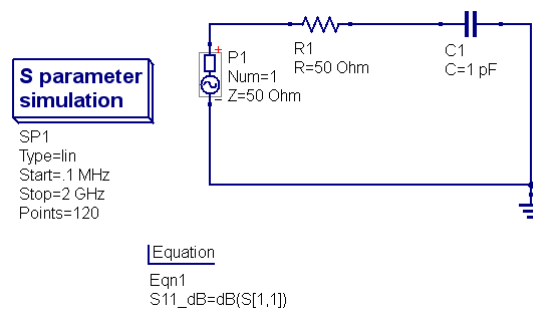 S parameter
simulation
SP1
Type=lin
Start=.1 MHz
Stop=2 GHz
Points=120
+
P1
Num=1
Z=50 Ohm
−
R1
R=50 Ohm
C1
C=1 pF
Equation
Eqn1
S11_dB=dB(S[1,1])